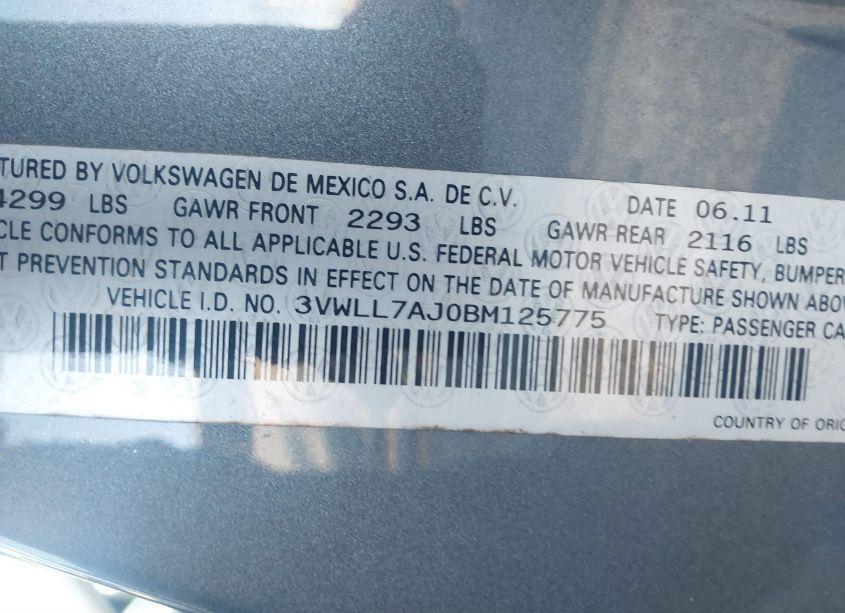 TURED BY VOLKSWAGEN DE MEXICO S.A. DE C.V. DATE 06.11
4299 LBS GAWR FRONT 2293 LBS GAWR REAR 2116 LBS
CLE CONFORMS TO ALL APPLICABLE U.S. FEDERAL MOTOR VEHICLE SAFETY, BUMPER
T PREVENTION STANDARDS IN EFFECT ON THE DATE OF MANUFACTURE SHOWN ABOV
VEHICLE I.D. NO. 3VWLL7AJ0BM125775 TYPE: PASSENGER CA
COUNTRY OF ORIG